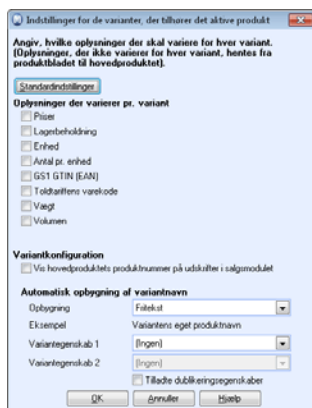 Indstillinger for de varianter, der tilhører det aktive produkt
Angiv, hvilke oplysninger der skal variere for hver variant.
(Oplysninger, der ikke varierer for hver variant, hentes fra
produktbladet til hovedproduktet).
Standardindstillinger
Oplysninger der varierer pr. variant
Priser
Lagerbeholdning
Enhed
Antal pr. enhed
GS1 GTIN (EAN)
Toldtariffens varekode
Vægt
Volumen
Variantkonfiguration
Vis hovedproduktets produktnummer på udskrifter i salgsmodulet
Automatisk opbygning af variantnavn
Opbygning Fritekst
Eksempel Variantens eget produktnavn
Variantegenskab 1 (Ingen)
Variantegenskab 2 (Ingen)
Tilladte dublikeringsegenskaber
OK Annuller Hjælp